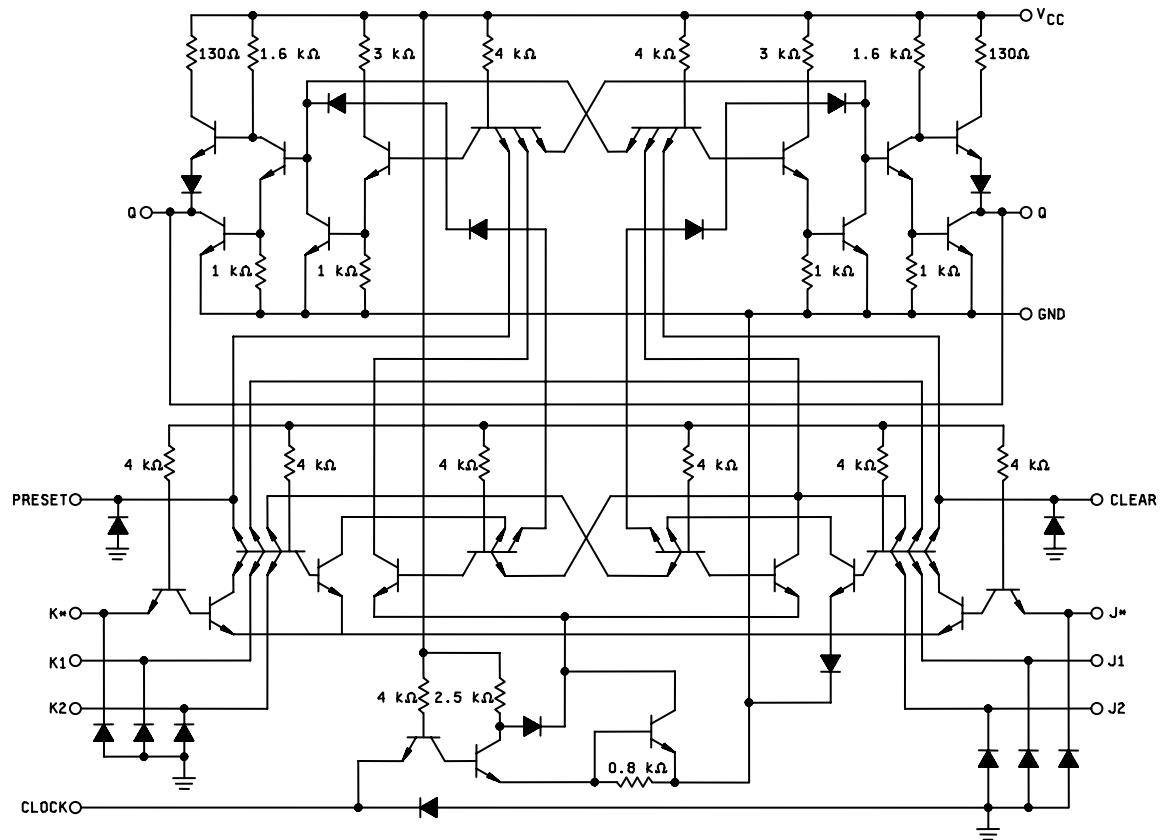 VCC
130Ω 1.6 kΩ 3 kΩ 4 kΩ 4 kΩ 3 kΩ 1.6 kΩ 130Ω
Q Q
1 kΩ 1 kΩ 1 kΩ 1 kΩ
GND
4 kΩ 4 kΩ 4 kΩ 4 kΩ 4 kΩ 4 kΩ
PRESET CLEAR
K* J*
K1 J1
K2 J2
4 kΩ 2.5 kΩ
0.8 kΩ
CLOCK